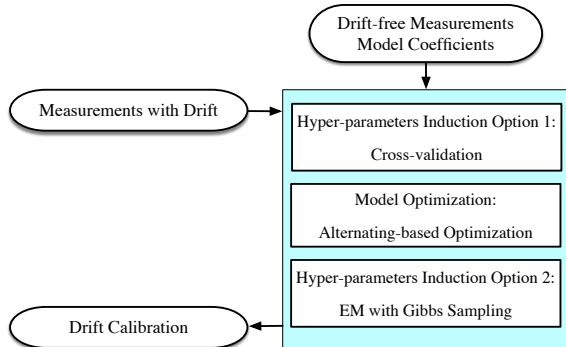 Drift-free Measurements
Model Coefficients
Measurements with Drift
Hyper-parameters Induction Option 1:
Cross-validation
Model Optimization:
Alternating-based Optimization
Hyper-parameters Induction Option 2:
EM with Gibbs Sampling
Drift Calibration